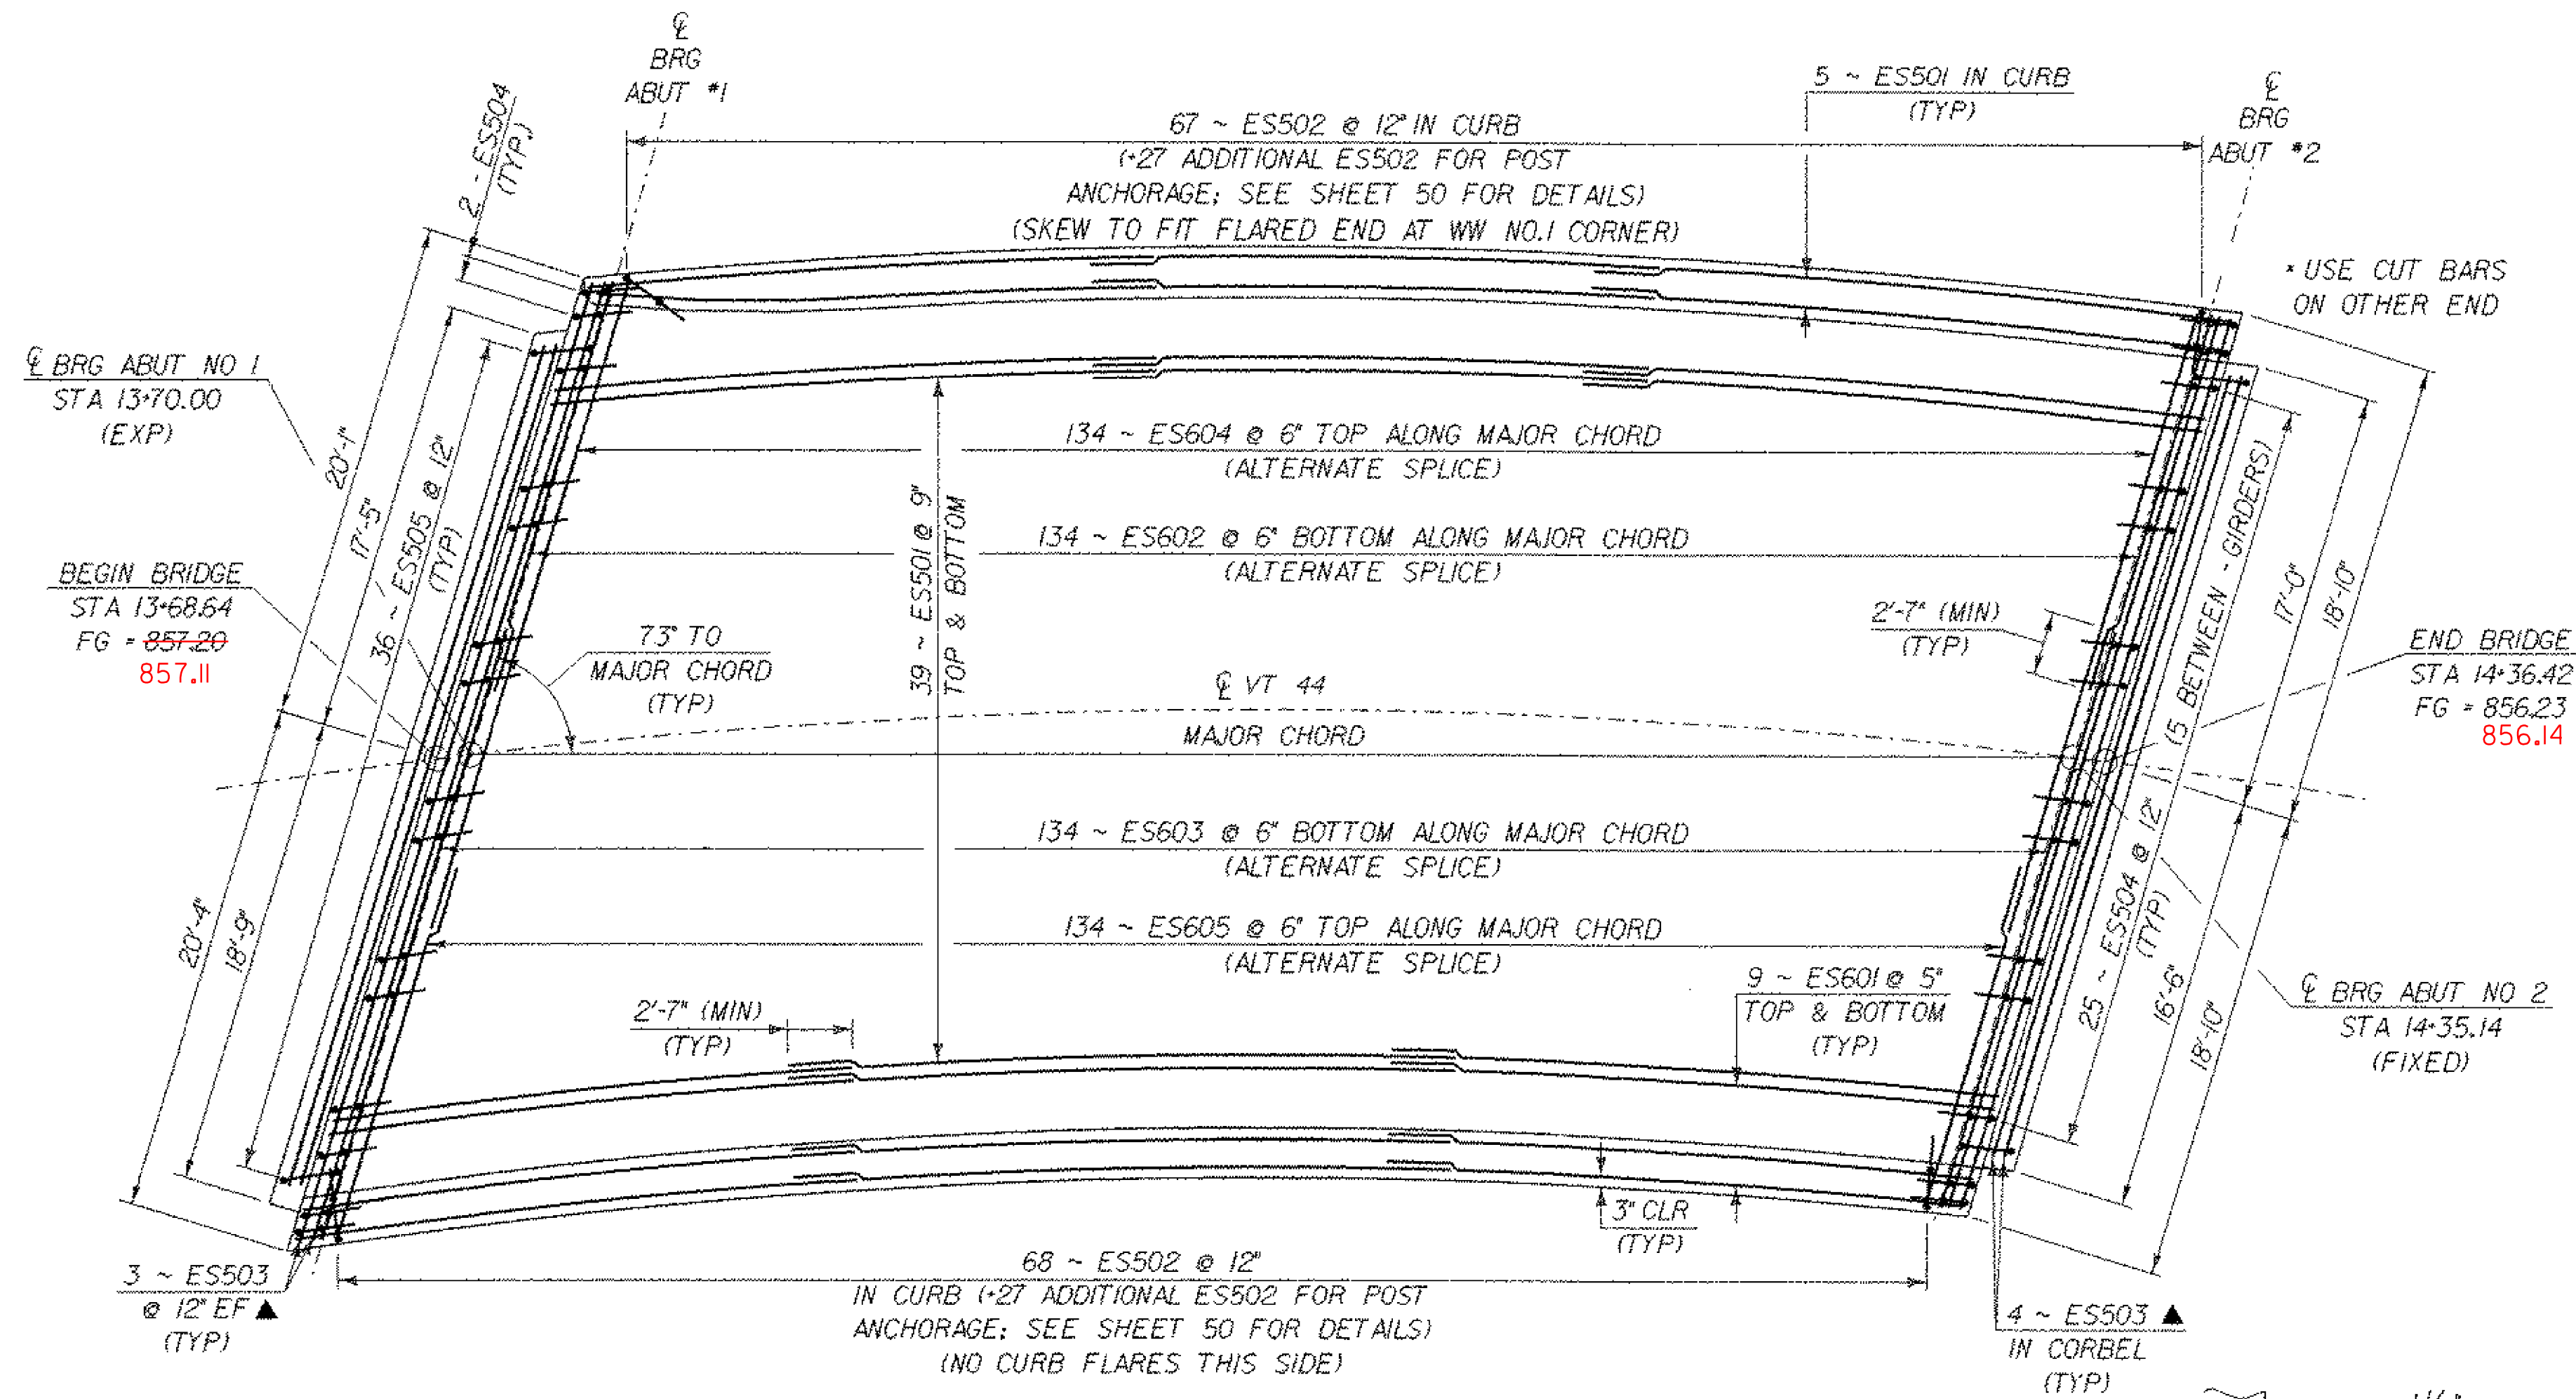 ℄
BRG
ABUT #1
2 - ES504
(TYP)
67 ~ ES502 @ 12" IN CURB
(+27 ADDITIONAL ES502 FOR POST
ANCHORAGE; SEE SHEET 50 FOR DETAILS)
(SKEW TO FIT FLARED END AT WW NO.1 CORNER)
5 ~ ES501 IN CURB
(TYP)
℄
BRG
ABUT #2
* USE CUT BARS
ON OTHER END
℄ BRG ABUT NO 1
STA 13+70.00
(EXP)
20'-1"
17'-5"
36 ~ ES505 @ 12"
(TYP)
134 ~ ES604 @ 6" TOP ALONG MAJOR CHORD
(ALTERNATE SPLICE)
39 ~ ES501 @ 9"
TOP & BOTTOM
134 ~ ES602 @ 6" BOTTOM ALONG MAJOR CHORD
(ALTERNATE SPLICE)
BEGIN BRIDGE
STA 13+68.64
FG = 857.20
857.11
73° TO
MAJOR CHORD
(TYP)
2'-7" (MIN)
(TYP)
℄ VT 44
MAJOR CHORD
17'-0"
18'-10"
END BRIDGE
STA 14+36.42
FG = 856.23
856.14
25 ~ ES504 @ 12" (5 BETWEEN - GIRDERS)
(TYP)
134 ~ ES603 @ 6" BOTTOM ALONG MAJOR CHORD
(ALTERNATE SPLICE)
20'-4"
18'-9"
134 ~ ES605 @ 6" TOP ALONG MAJOR CHORD
(ALTERNATE SPLICE)
9 ~ ES601 @ 5"
TOP & BOTTOM
(TYP)
2'-7" (MIN)
(TYP)
16'-6"
18'-10"
℄ BRG ABUT NO 2
STA 14+35.14
(FIXED)
3" CLR
(TYP)
3 ~ ES503
@ 12" EF ▲
(TYP)
68 ~ ES502 @ 12"
IN CURB (+27 ADDITIONAL ES502 FOR POST
ANCHORAGE; SEE SHEET 50 FOR DETAILS)
(NO CURB FLARES THIS SIDE)
4 ~ ES503 ▲
IN CORBEL
(TYP)